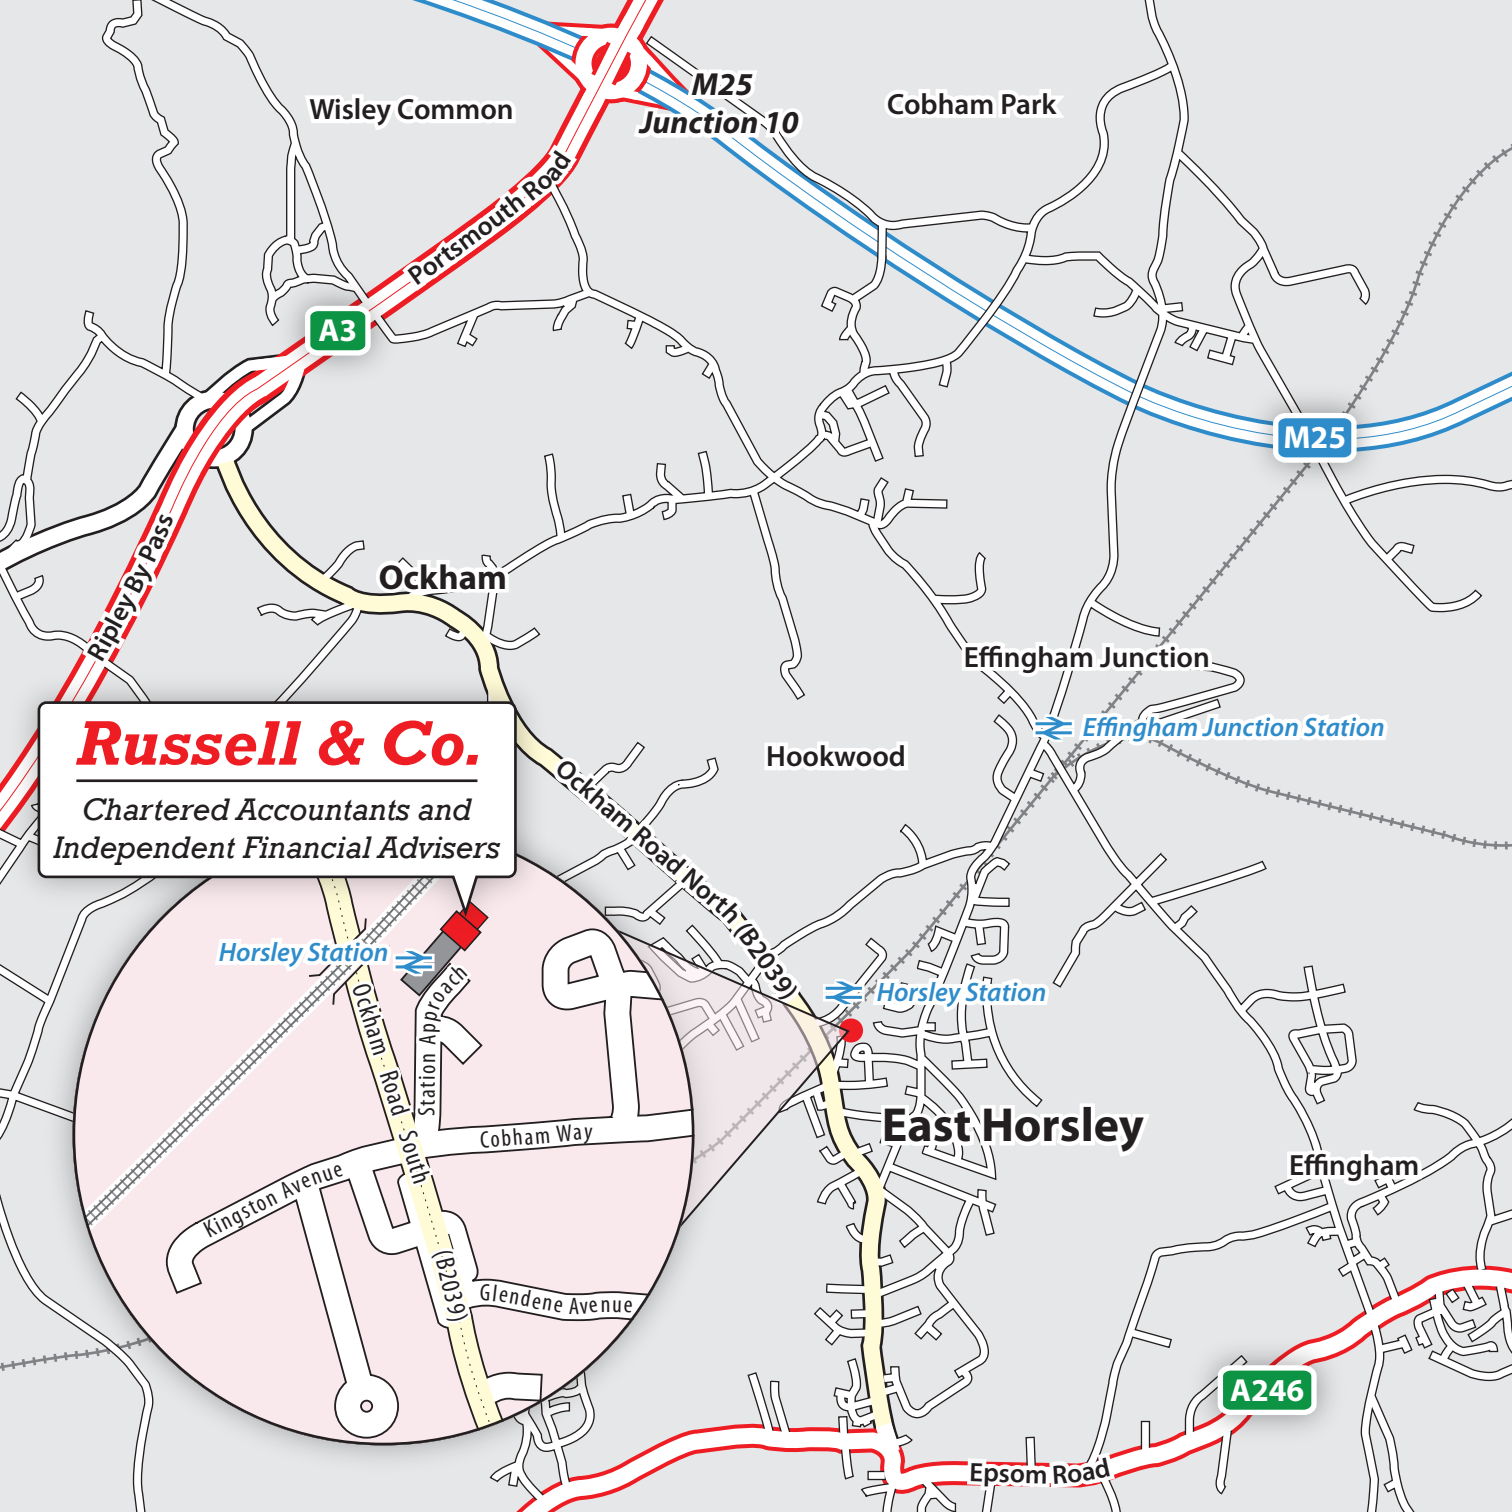 M25
Junction 10
Wisley Common
Cobham Park
Portsmouth Road
A3
M25
Ripley By Pass
Ockham
Effingham Junction
Effingham Junction Station
Hookwood
Russell & Co.
Chartered Accountants and
Independent Financial Advisers
Ockham Road North (B2039)
Horsley Station
Horsley Station
Station Approach
Ockham Road South
(B2039)
Cobham Way
Kingston Avenue
Glendene Avenue
East Horsley
Effingham
A246
Epsom Road